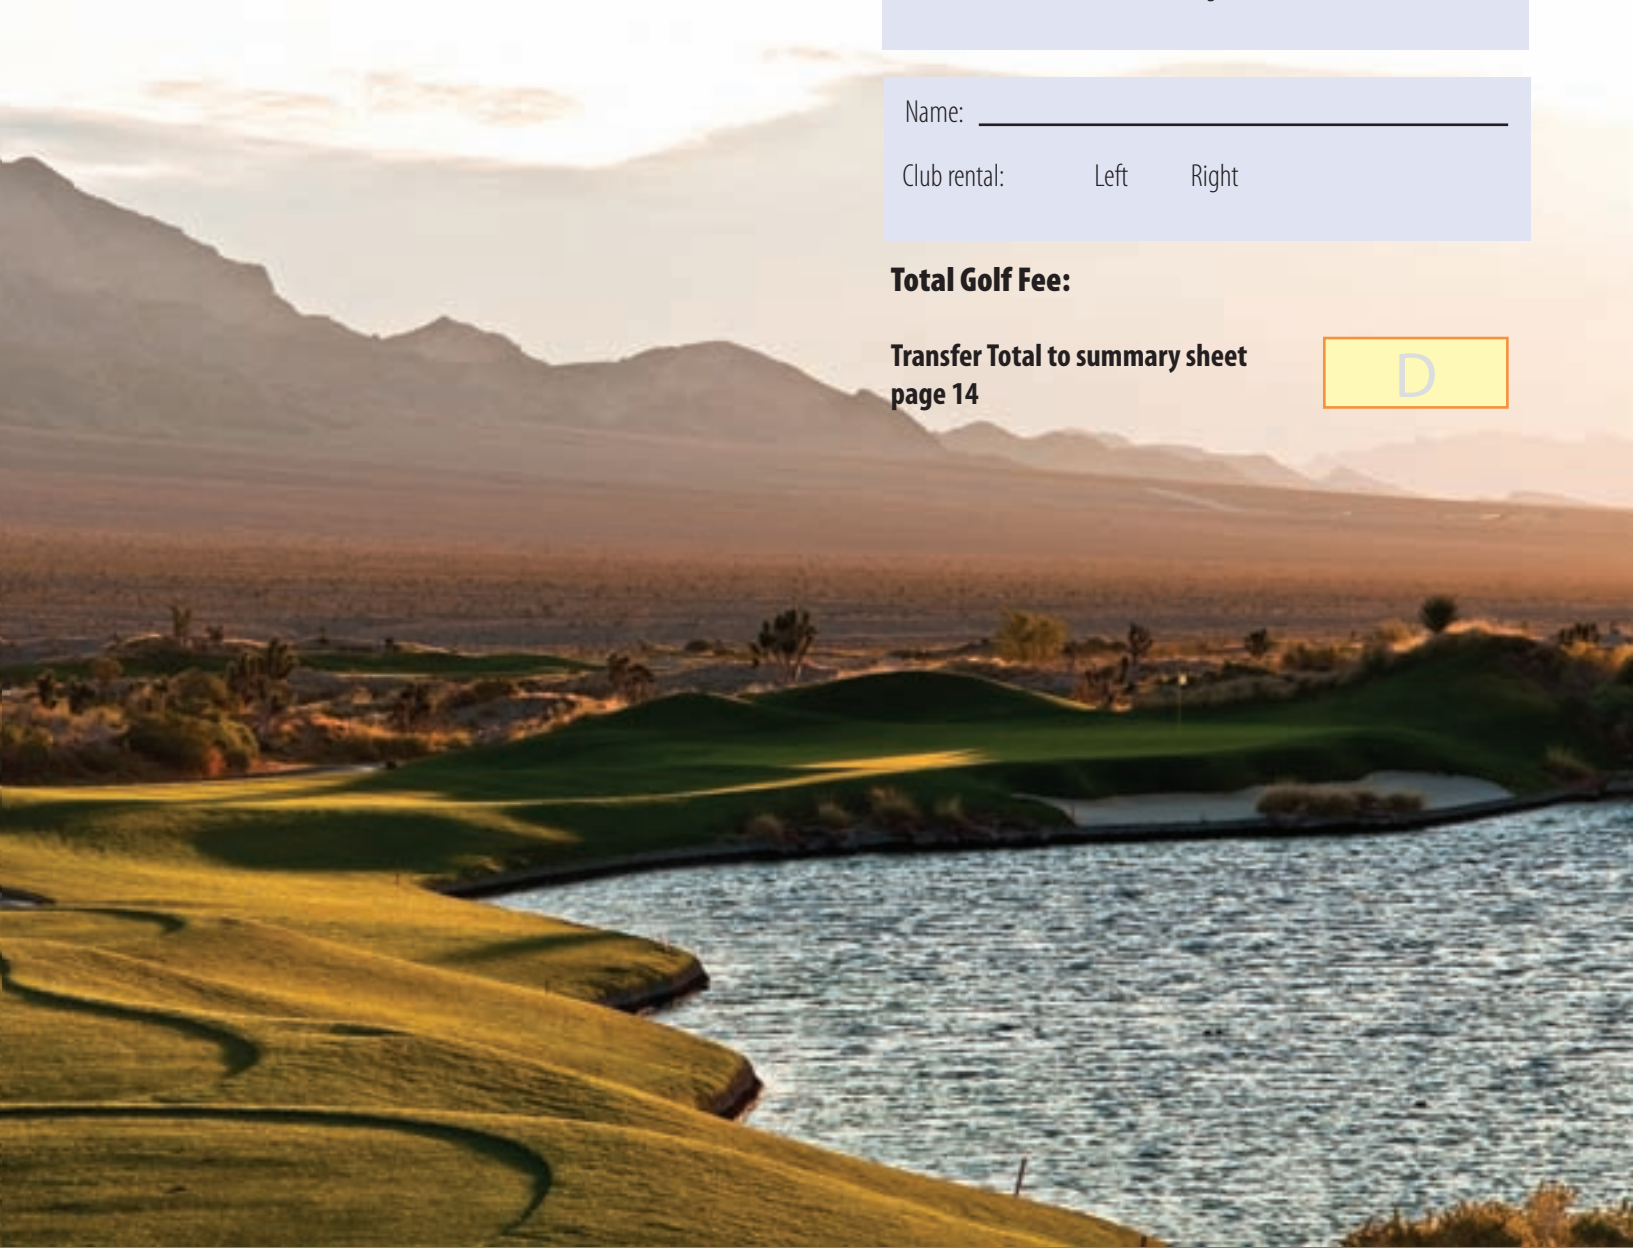 Name:
Club rental: Left Right
Total Golf Fee:
Transfer Total to summary sheet
page 14
D